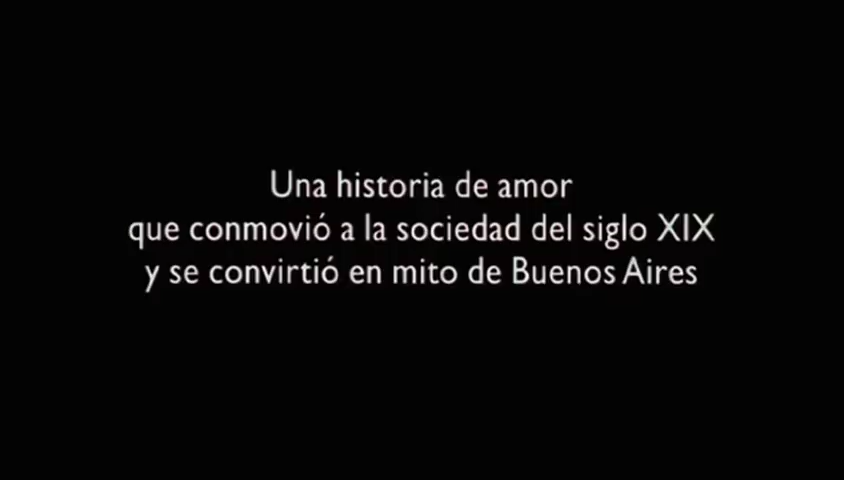 Una historia de amor
que conmovió a la sociedad del siglo XIX
y se convirtió en mito de Buenos Aires